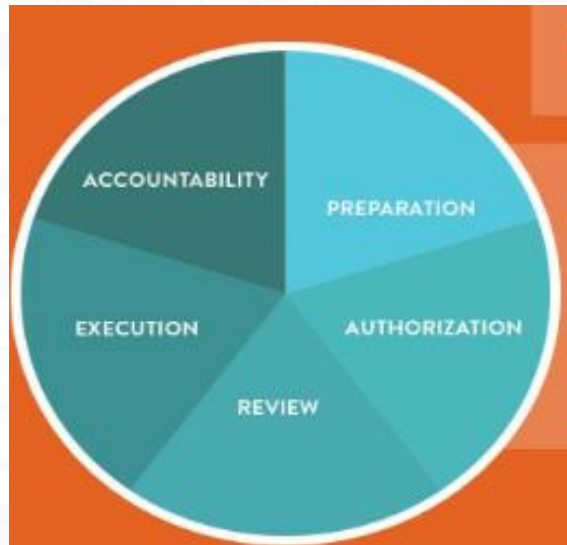 ACCOUNTABILITY
PREPARATION
EXECUTION
AUTHORIZATION
REVIEW